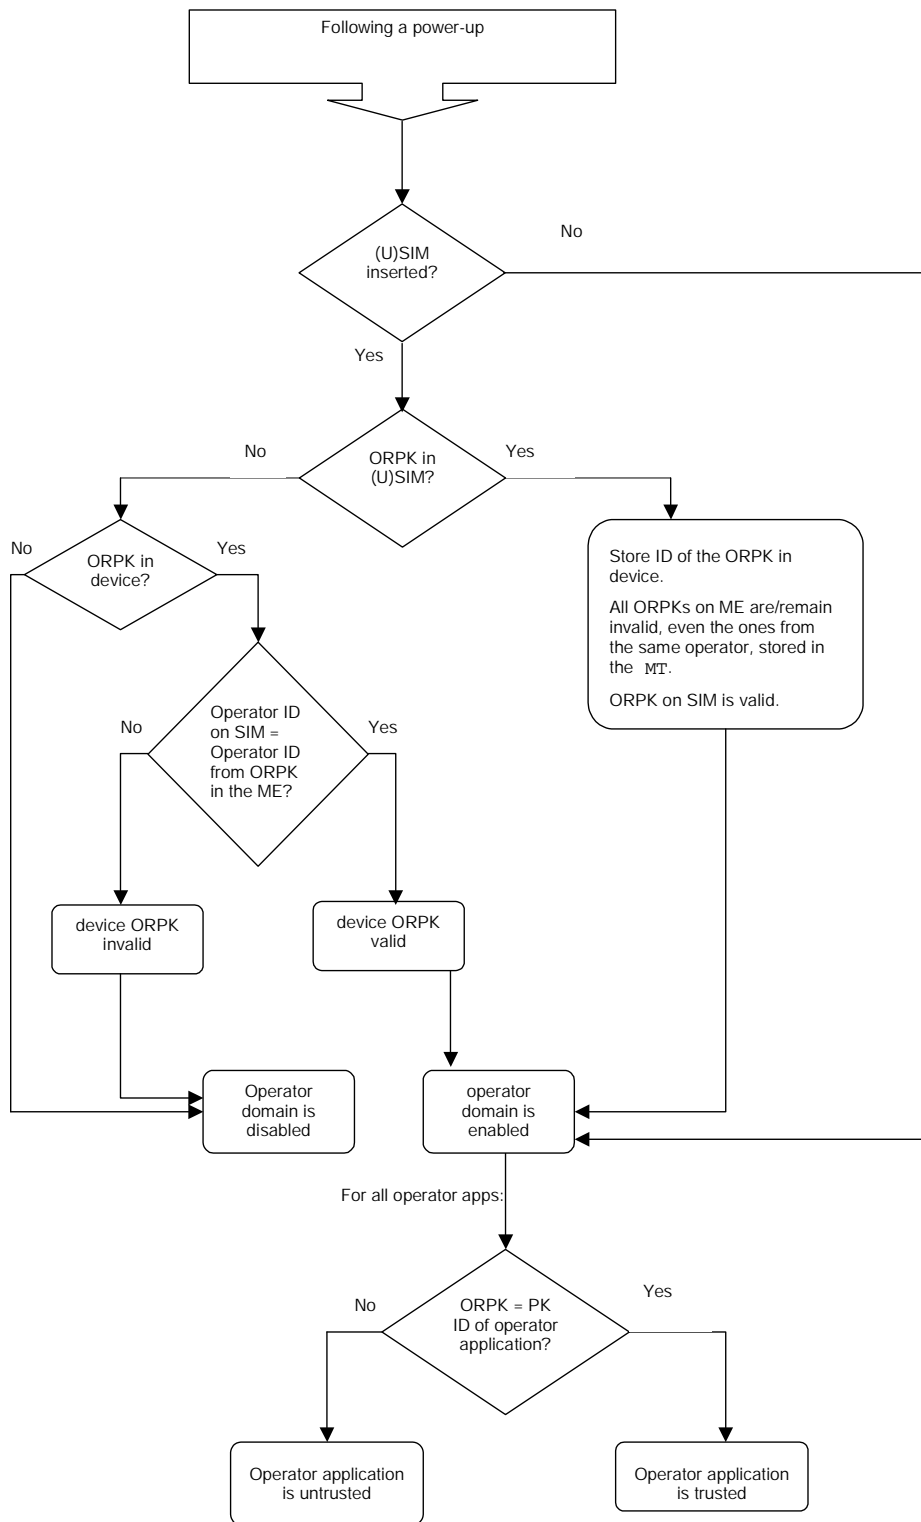 Following a power-up
No
(U)SIM
inserted?
Yes
No
ORPK in
(U)SIM?
Yes
No
ORPK in
device?
Yes
Store ID of the ORPK in
device.
All ORPKs on ME are/remain
invalid, even the ones from
the same operator, stored in
the MT.
ORPK on SIM is valid.
No
Operator ID
on SIM =
Operator ID
from ORPK
in the ME?
Yes
device ORPK
invalid
device ORPK
valid
Operator
domain is
disabled
operator
domain is
enabled
For all operator apps:
No
ORPK = PK
ID of operator
application?
Yes
Operator application
is untrusted
Operator application
is trusted